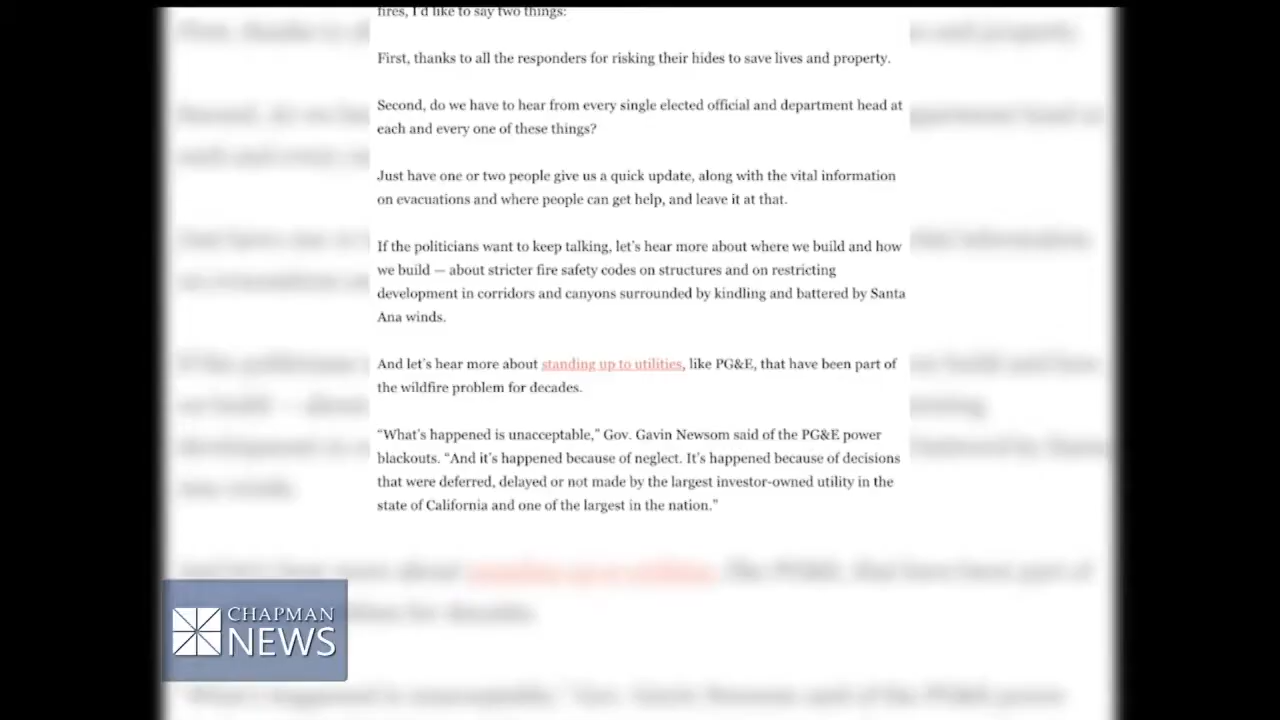 fires, I'd like to say two things:
First, thanks to all the responders for risking their hides to save lives and property.
Second, do we have to hear from every single elected official and department head at
each and every one of these things?
Just have one or two people give us a quick update, along with the vital information
on evacuations and where people can get help, and leave it at that.
If the politicians want to keep talking, let's hear more about where we build and how
we build — about stricter fire safety codes on structures and on restricting
development in corridors and canyons surrounded by kindling and battered by Santa
Ana winds.
And let's hear more about standing up to utilities, like PG&E, that have been part of
the wildfire problem for decades.
“What's happened is unacceptable,” Gov. Gavin Newsom said of the PG&E power
blackouts. “And it's happened because of neglect. It's happened because of decisions
that were deferred, delayed or not made by the largest investor-owned utility in the
state of California and one of the largest in the nation.”
CHAPMAN
NEWS